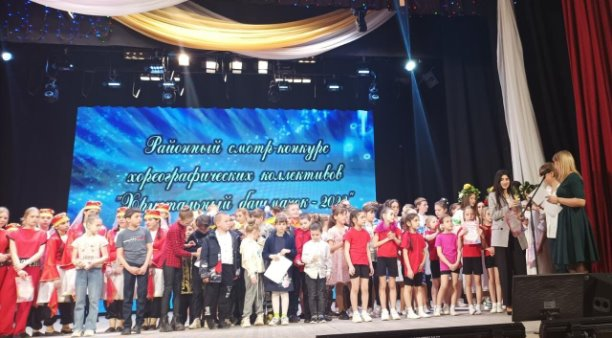 Районный смотр-конкурс
хореографических коллективов
"Хрустальный башмачок-